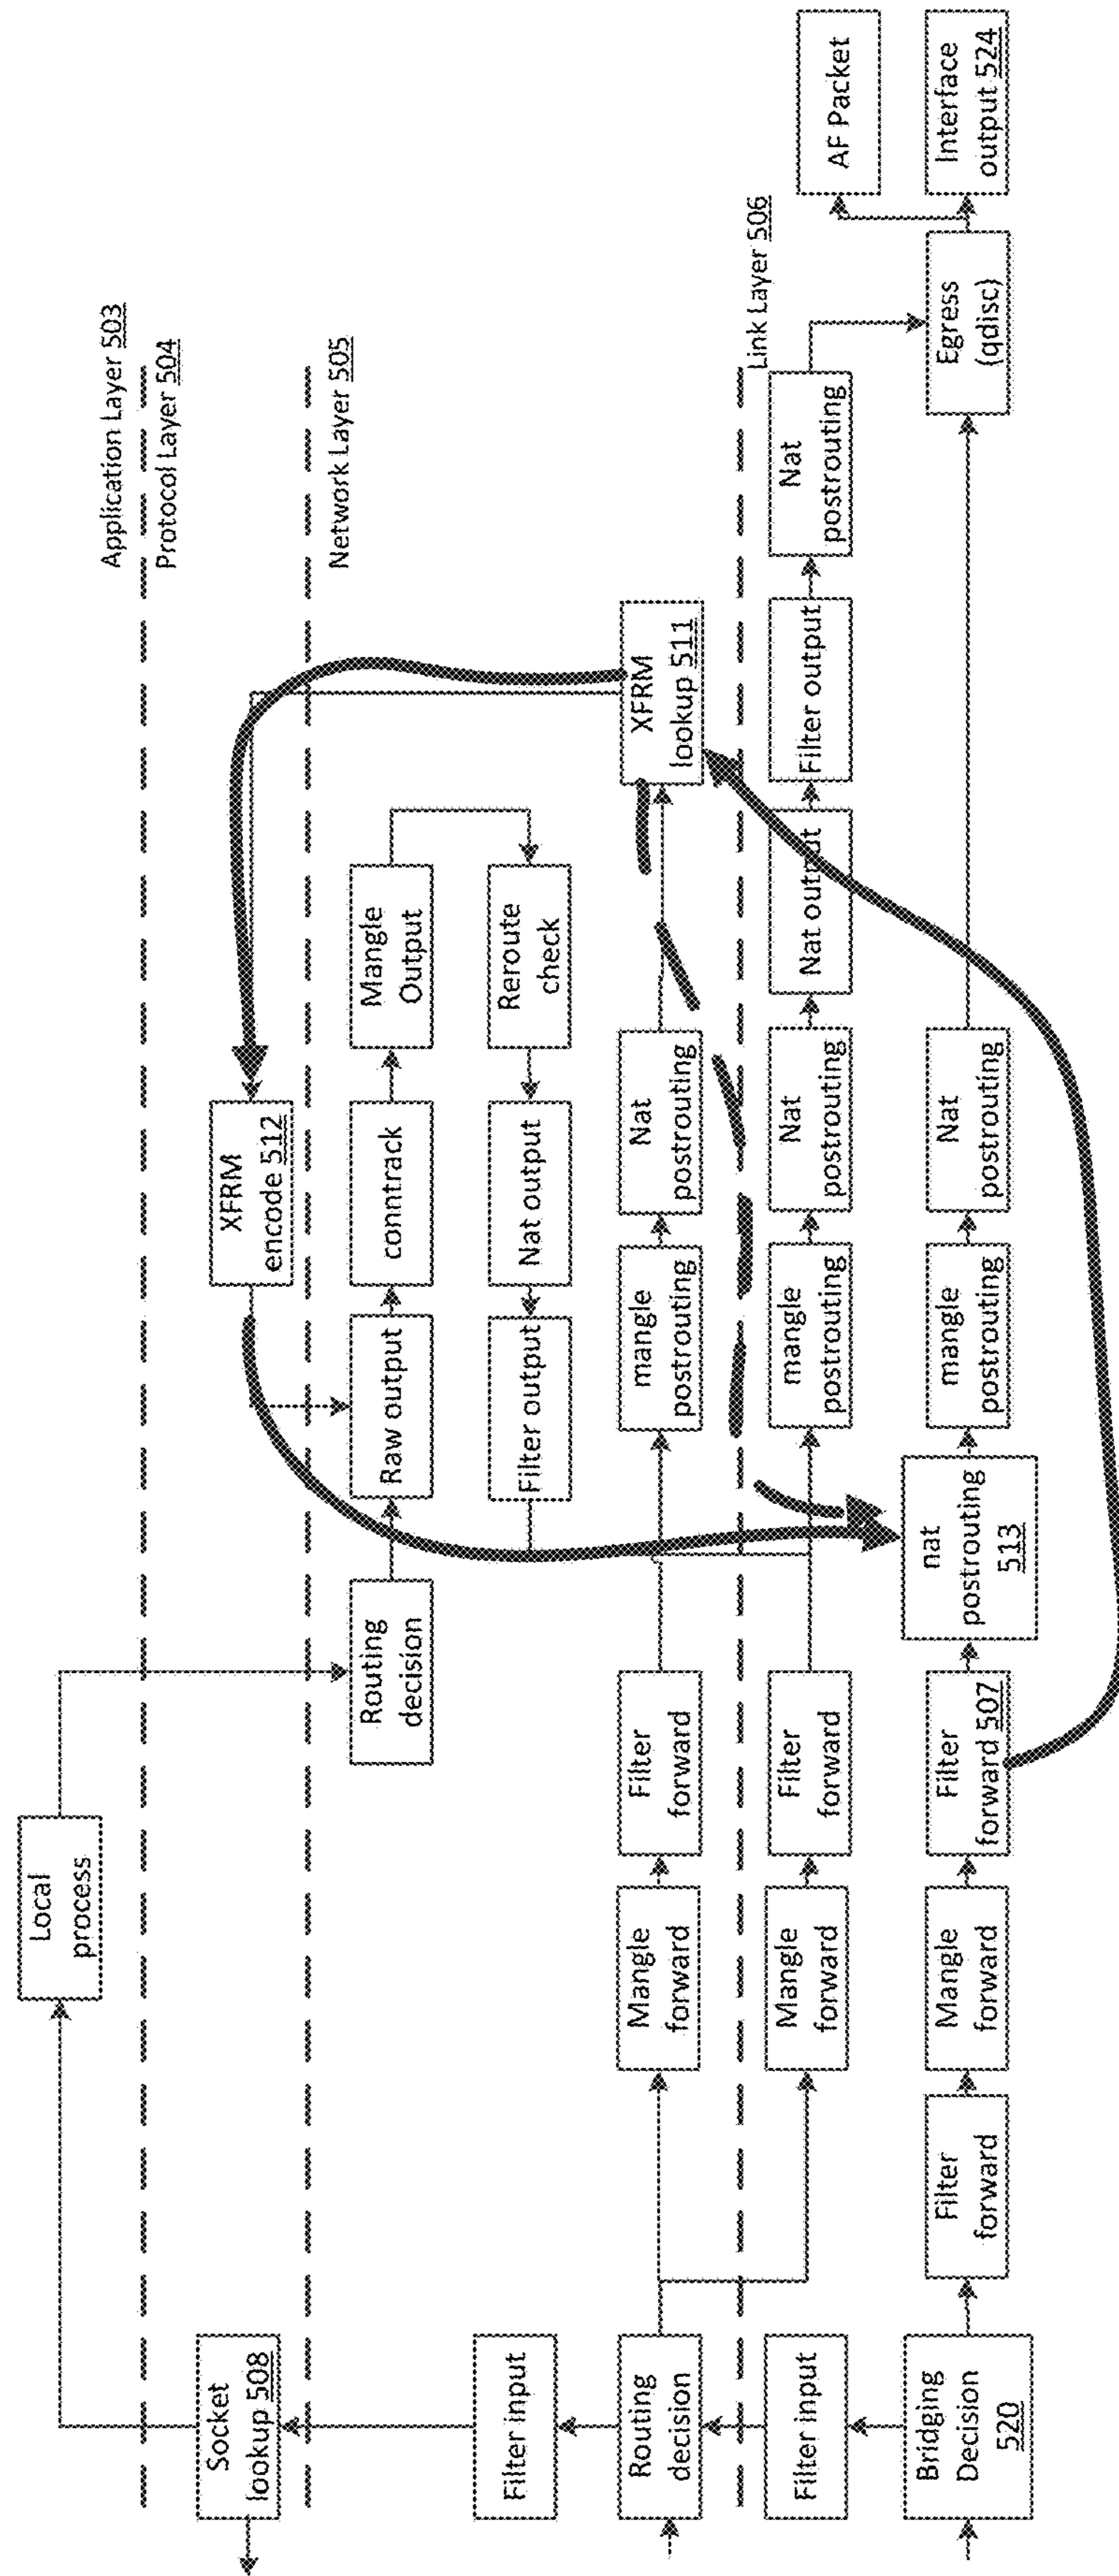 Application Layer 503
Protocol Layer 504
Network Layer 505
Link Layer 506
Local
process
Socket
lookup 508
XFRM
encode 512
Routing
decision
Raw output
conntrack
Mangle
Output
Filter input
Filter output
Nat output
Reroute
check
Routing
decision
Mangle
forward
Filter
forward
mangle
postrouting
Nat
postrouting
XFRM
lookup 511
Filter input
Mangle
forward
Filter
forward
mangle
postrouting
Nat
postrouting
Nat output
Filter output
Nat
postrouting
AF Packet
Bridging
Decision
520
Filter
forward
Mangle
forward
Filter
forward 507
nat
postrouting
513
mangle
postrouting
Nat
postrouting
Egress
(qdisc)
Interface
output 524